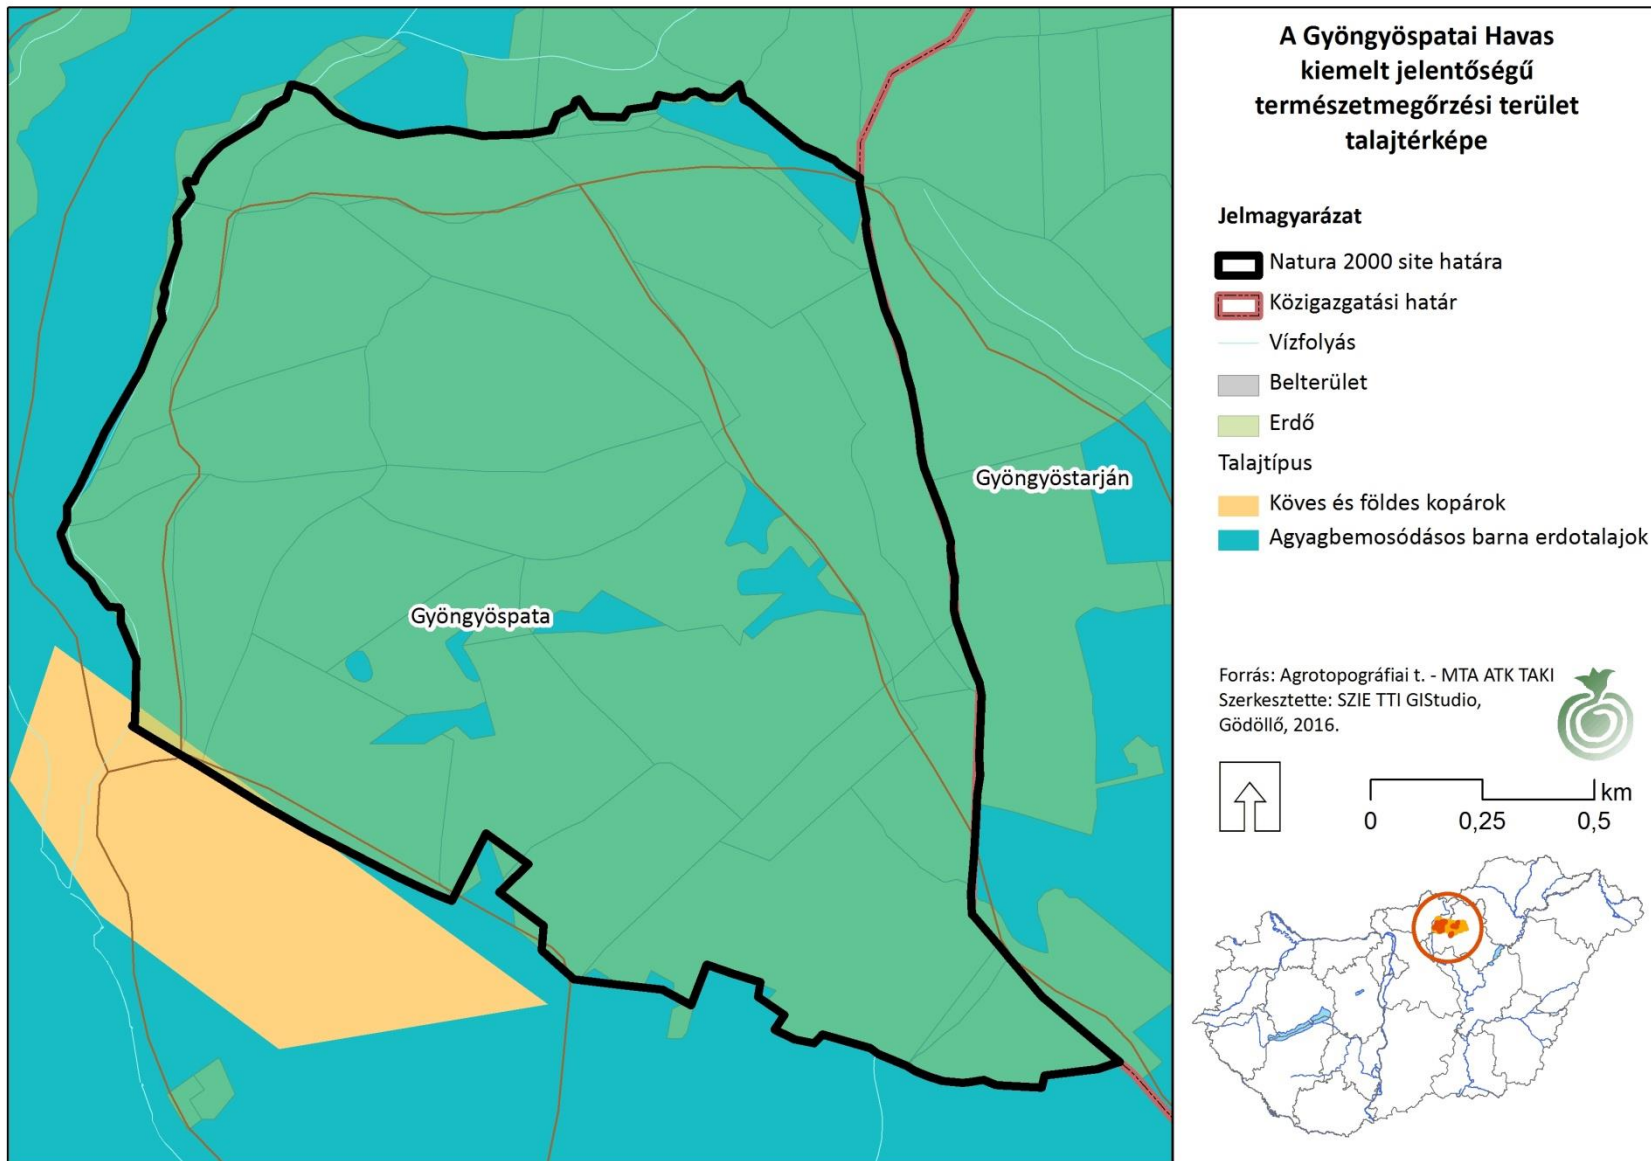 A Gyöngyöspatai Havas
kiemelt jelentőségű
természetmegőrzési terület
talajtérképe
Jelmagyarázat
Natura 2000 site határa
Közigazgatási határ
Vízfolyás
Belterület
Erdő
Talajtípus
Köves és földes kopárok
Agyagbemosódásos barna erdotalajok
Gyöngyöstarján
Gyöngyöspata
Forrás: Agrotopográfiai t. - MTA ATK TAKI
Szerkesztette: SZIE TTI GIStudio,
Gödöllő, 2016.
km
0 0,25 0,5